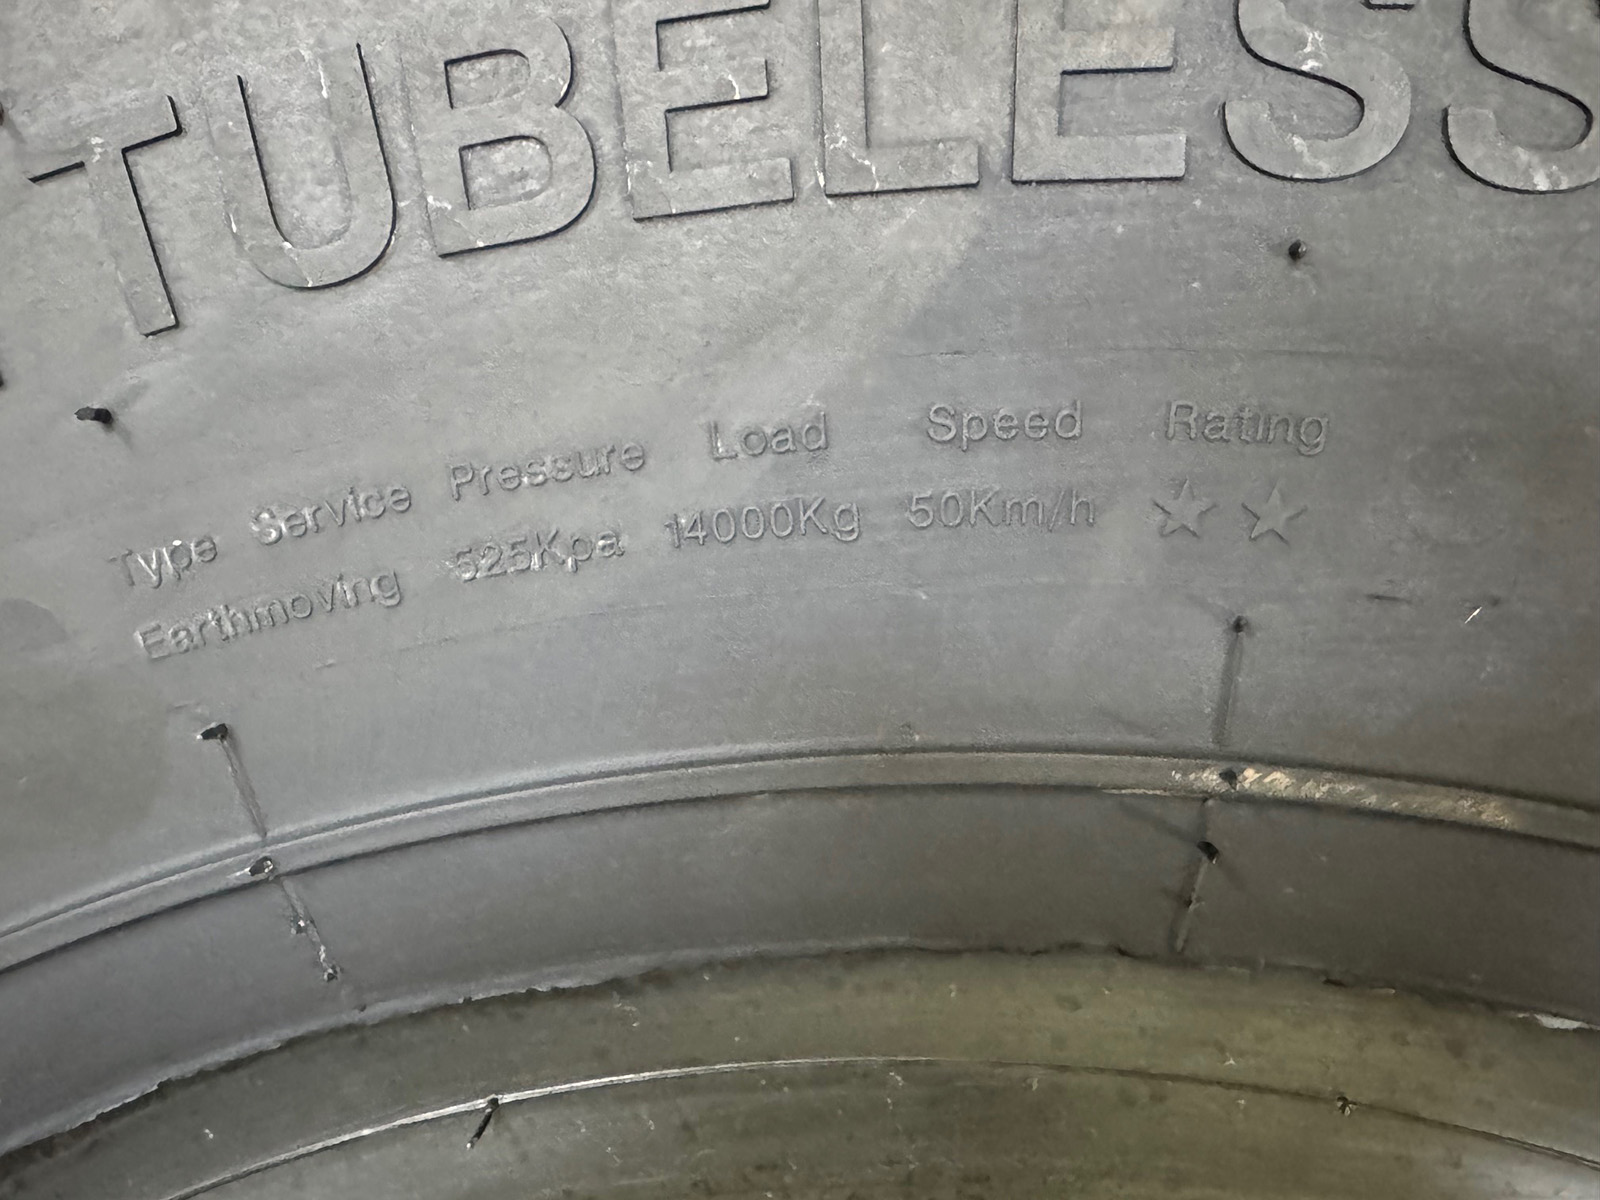 TUBELESS
Type Service Pressure Load Speed Rating
Earthmoving 525Kpa 14000Kg 50Km/h ☆☆